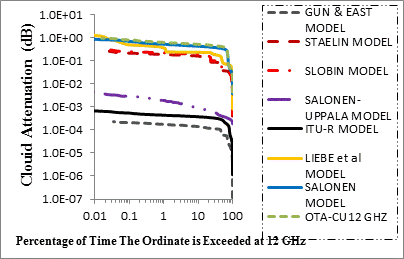 1.0E+01
1.0E+00
1.0E-01
1.0E-02
1.0E-03
1.0E-04
1.0E-05
1.0E-06
1.0E-07
0.01
0.1
1
10
100
Clouid Attenuation (dB)
Percentage of Time The Ordinate is Exceeded at 12 GHz
GUN & EAST
MODEL
STAELIN MODEL
SLOBIN MODEL
SALONEN-
UPPALA MODEL
ITU-R MODEL
LIEBE et al
MODEL
SALONEN
MODEL
OTA-CU 12 GHZ